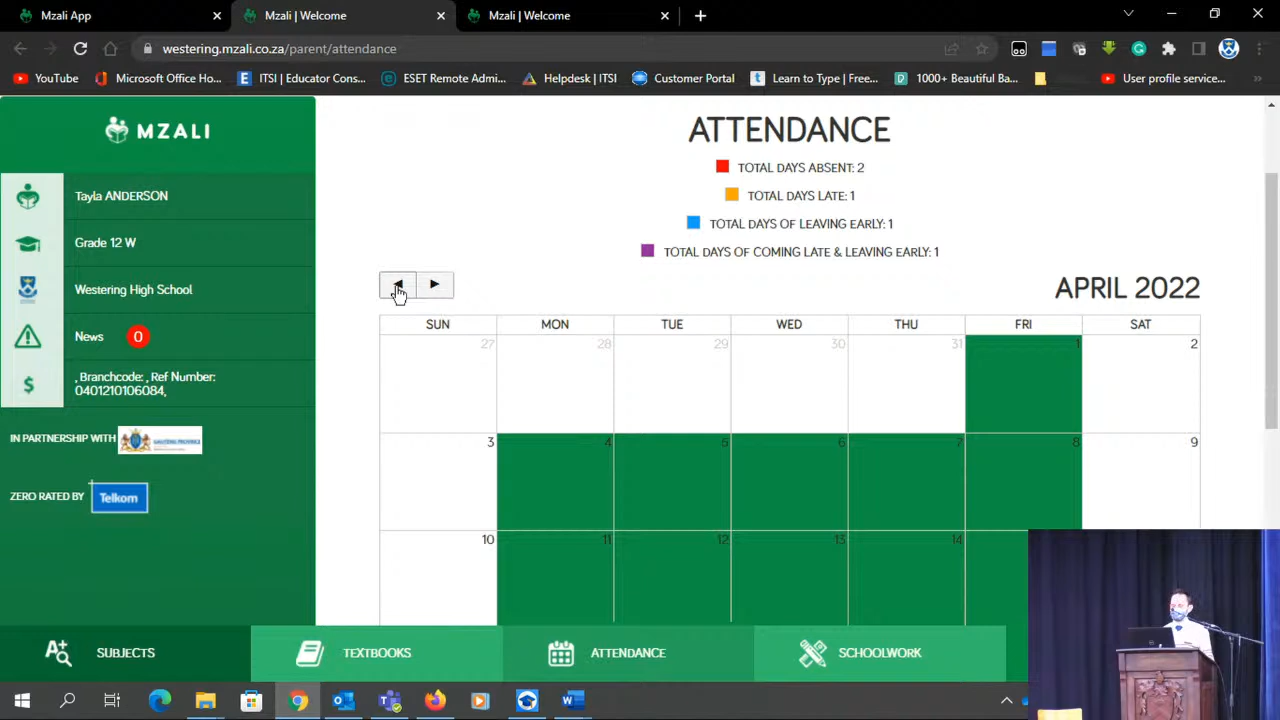 Mzali App
Mzali | Welcome
Mzali | Welcome
westering.mzali.co.za/parent/attendance
YouTube
Microsoft Office Ho...
ITSI | Educator Cons...
ESET Remote Admi...
Helpdesk | ITSI
Customer Portal
Learn to Type | Free...
1000+ Beautiful Ba...
User profile service...
MZALI
Tayla ANDERSON
Grade 12 W
Westering High School
News 0
, Branchcode: , Ref Number:
0401210106084,
IN PARTNERSHIP WITH
ZERO RATED BY Telkom
ATTENDANCE
TOTAL DAYS ABSENT: 2
TOTAL DAYS LATE: 1
TOTAL DAYS OF LEAVING EARLY: 1
TOTAL DAYS OF COMING LATE & LEAVING EARLY: 1
APRIL 2022
SUN MON TUE WED THU FRI SAT
27 28 29 30 31 1 2
3 4 5 6 7 8 9
10 11 12 13 14
SUBJECTS
TEXTBOOKS
ATTENDANCE
SCHOOLWORK